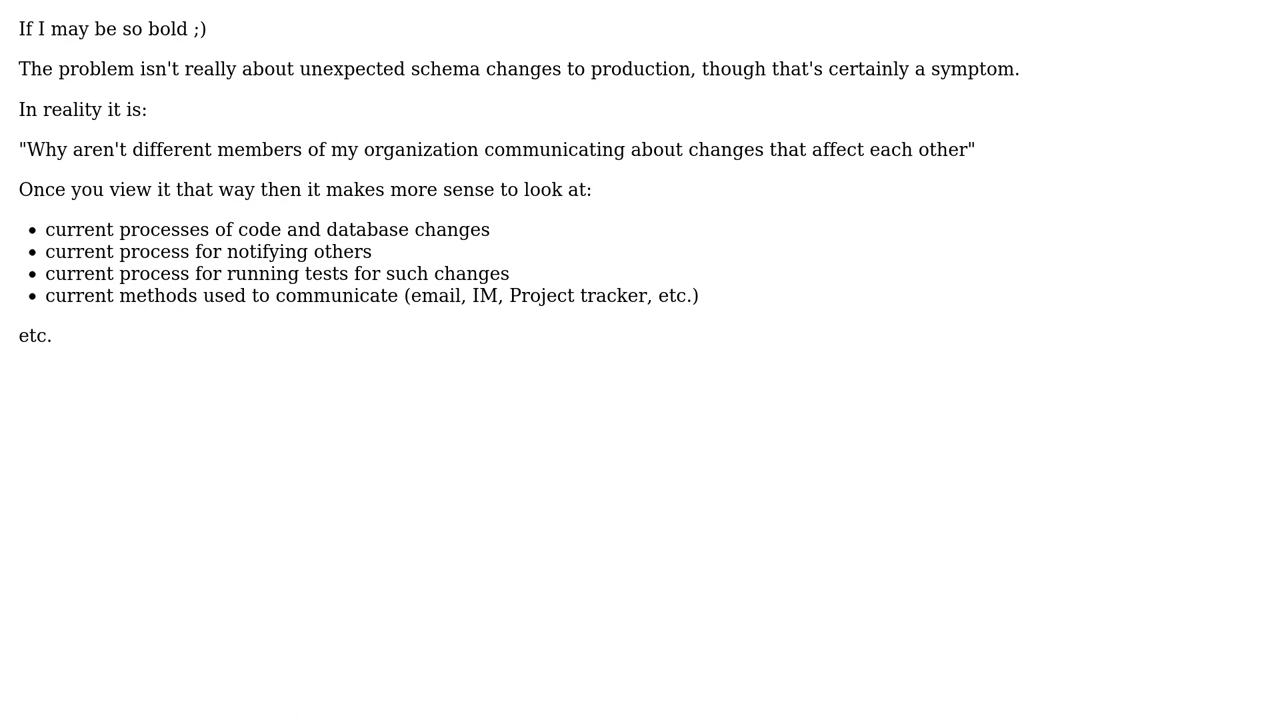 If I may be so bold ;)
The problem isn't really about unexpected schema changes to production, though that's certainly a symptom.
In reality it is:
"Why aren't different members of my organization communicating about changes that affect each other"
Once you view it that way then it makes more sense to look at:
• current processes of code and database changes
• current process for notifying others
• current process for running tests for such changes
• current methods used to communicate (email, IM, Project tracker, etc.)
etc.